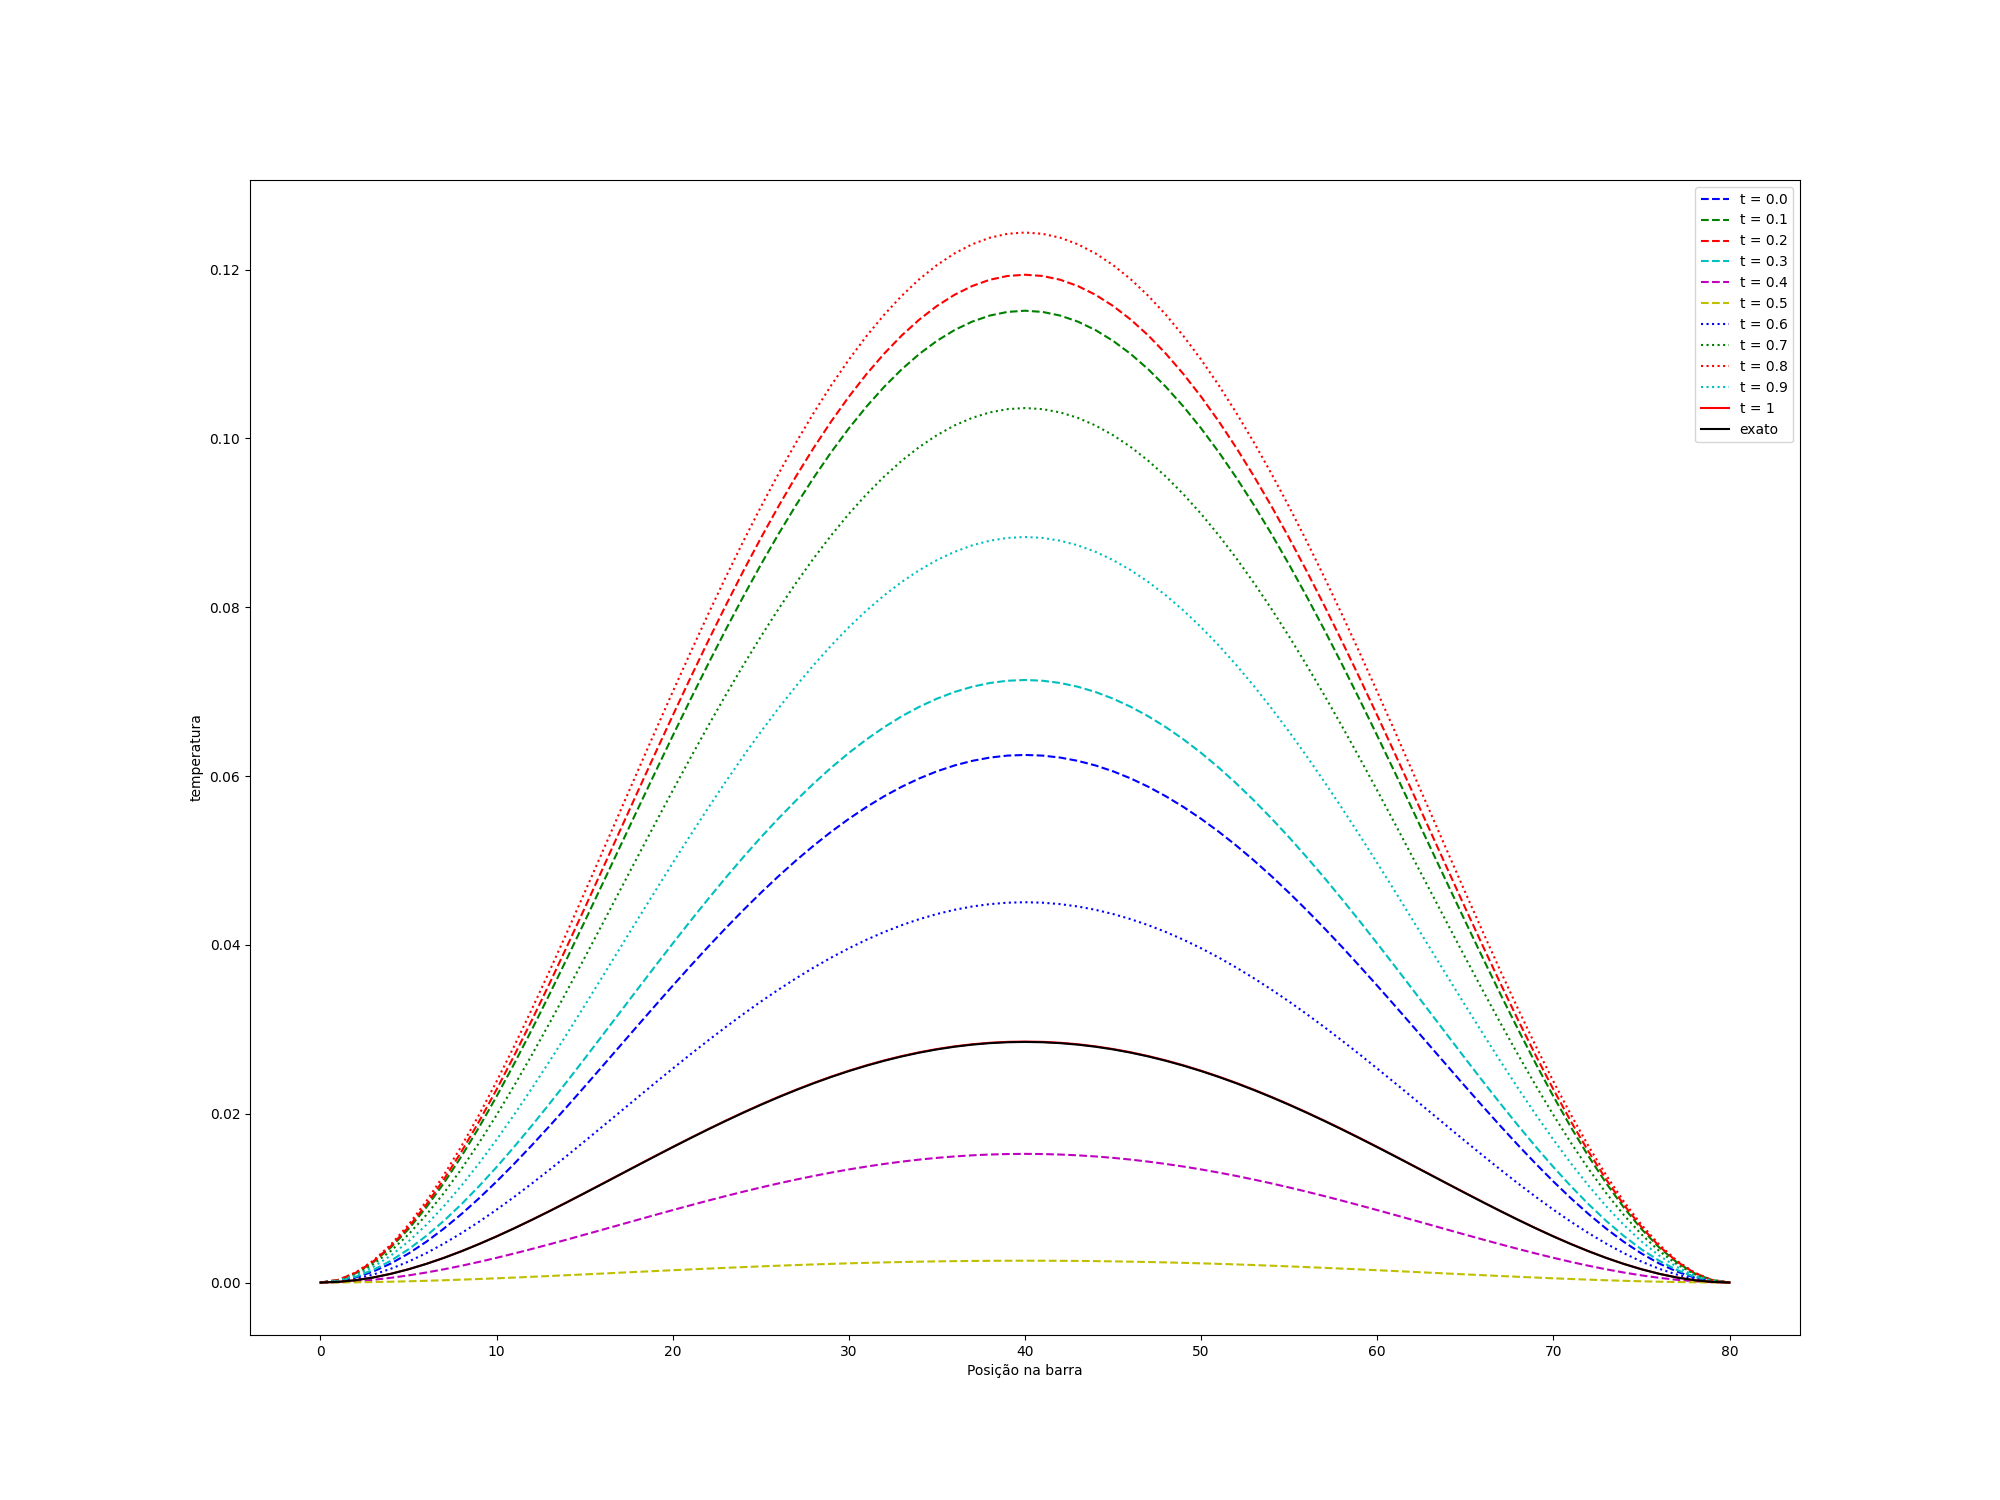 t = 0.0
t = 0.1
t = 0.2
t = 0.3
t = 0.4
t = 0.5
t = 0.6
t = 0.7
t = 0.8
t = 0.9
t = 1
exato
0.12
0.10
0.08
0.06
0.04
0.02
0.00
temperatura
0 10 20 30 40 50 60 70 80
Posição na barra